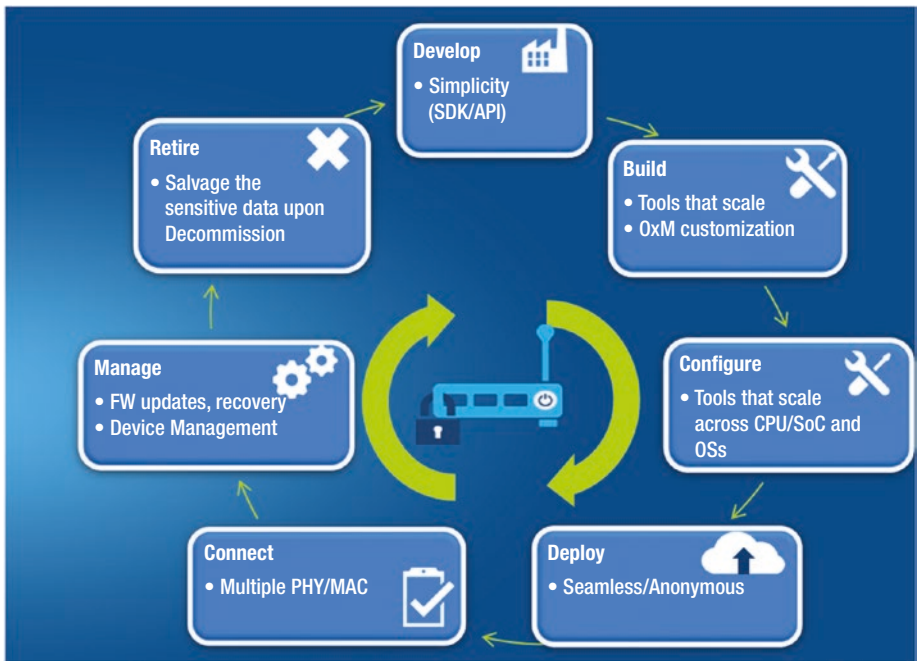 Develop
• Simplicity
(SDK/API)
Build
• Tools that scale
• OxM customization
Configure
• Tools that scale
across CPU/SoC and
OSs
Deploy
• Seamless/Anonymous
Connect
• Multiple PHY/MAC
Manage
• FW updates, recovery
• Device Management
Retire
• Salvage the
sensitive data upon
Decommission